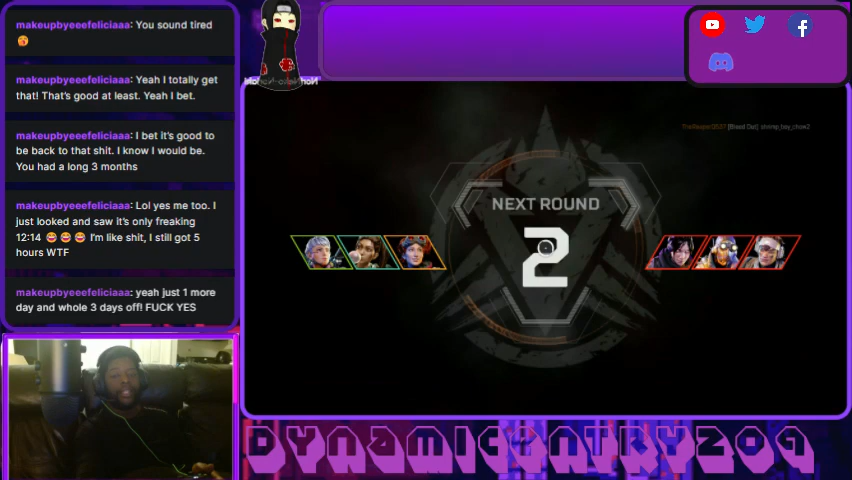 makeupbyeeefeliciaaa: You sound tired
makeupbyeeefeliciaaa: Yeah I totally get
that! That's good at least. Yeah I bet.
makeupbyeeefeliciaaa: I bet it's good to
be back to that shit. I know I would be.
You had a long 3 months
makeupbyeeefeliciaaa: Lol yes me too. I
just looked and saw it's only freaking
12:14 😂😂😂 I'm like shit, I still got 5
hours WTF
makeupbyeeefeliciaaa: yeah just 1 more
day and whole 3 days off! FUCK YES
[Bleed Out]
NEXT ROUND
2